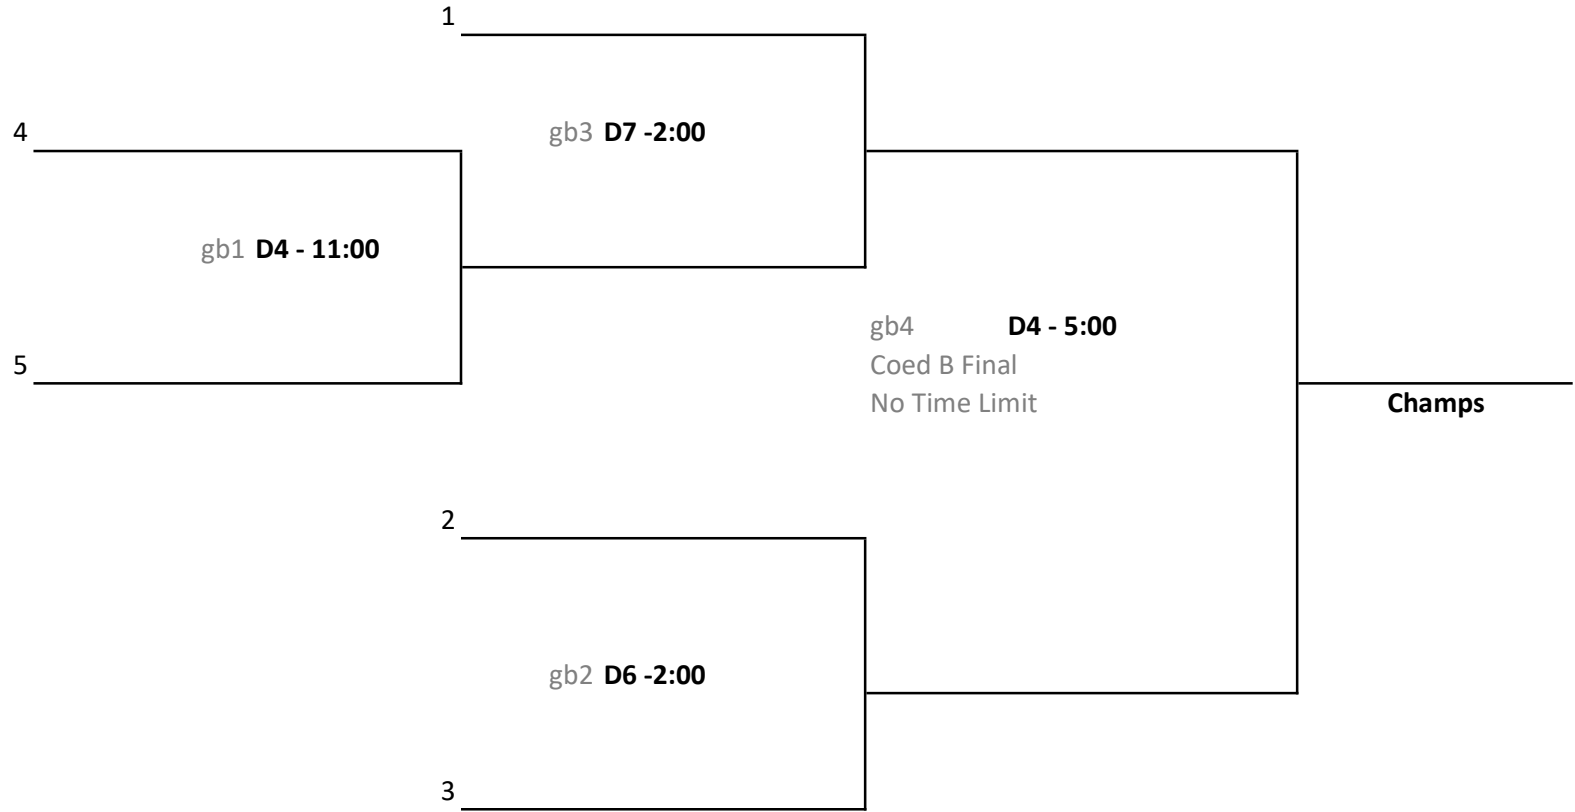 1
4
gb3 D7 -2:00
gb1 D4 - 11:00
gb4 D4 - 5:00
5
Coed B Final
No Time Limit
Champs
2
gb2 D6 -2:00
3